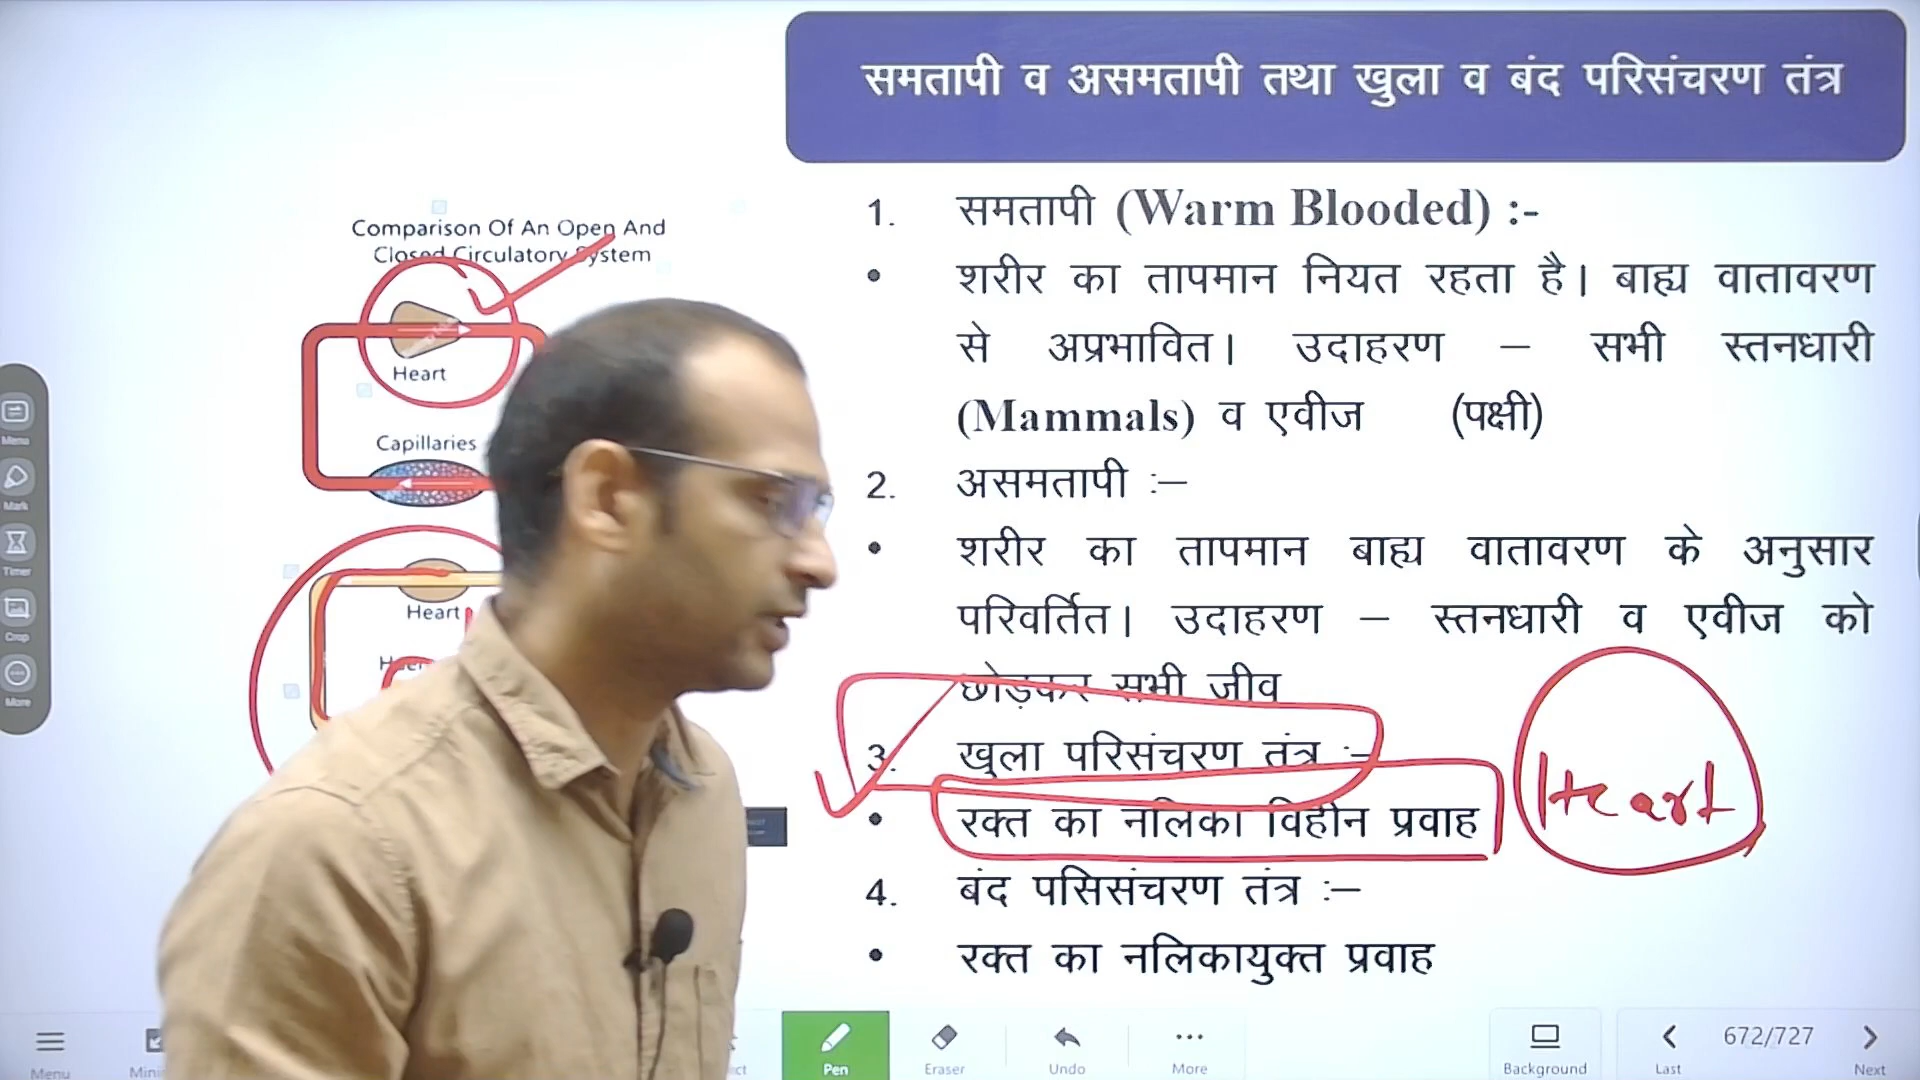 समतापी व असमतापी तथा खुला व बंद परिसंचरण तंत्र
Comparison Of An Open And
Closed Circulatory System
Heart
Capillaries
Heart
1. समतापी (Warm Blooded) :-
• शरीर का तापमान नियत रहता है। बाह्य वातावरण
से अप्रभावित। उदाहरण – सभी स्तनधारी
(Mammals) व एवीज (पक्षी)
2. असमतापी :–
• शरीर का तापमान बाह्य वातावरण के अनुसार
परिवर्तित। उदाहरण – स्तनधारी व एवीज को
छोड़कर सभी जीव
3. खुला परिसंचरण तंत्र :–
• रक्त का नलिका विहीन प्रवाह
Heart
4. बंद पसिसंचरण तंत्र :–
• रक्त का नलिकायुक्त प्रवाह
Menu
Mark
Timer
Crop
More
Menu
Pen
Eraser
Undo
More
Background
672/727
Last
Next